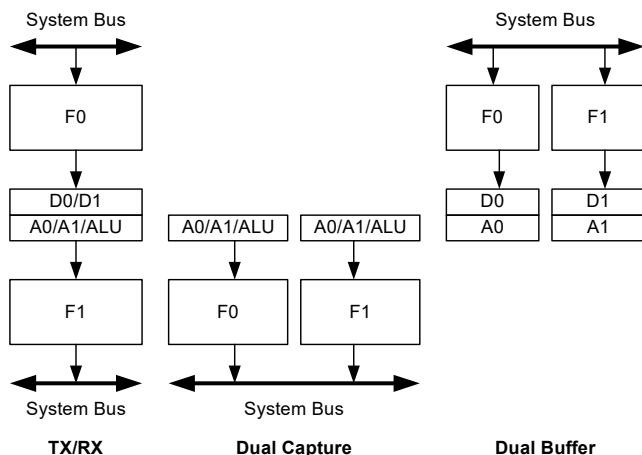 System Bus
System Bus
F0
F0
F1
D0/D1
D0
D1
A0/A1/ALU
A0/A1/ALU
A0/A1/ALU
A0
A1
F1
F0
F1
System Bus
System Bus
TX/RX
Dual Capture
Dual Buffer